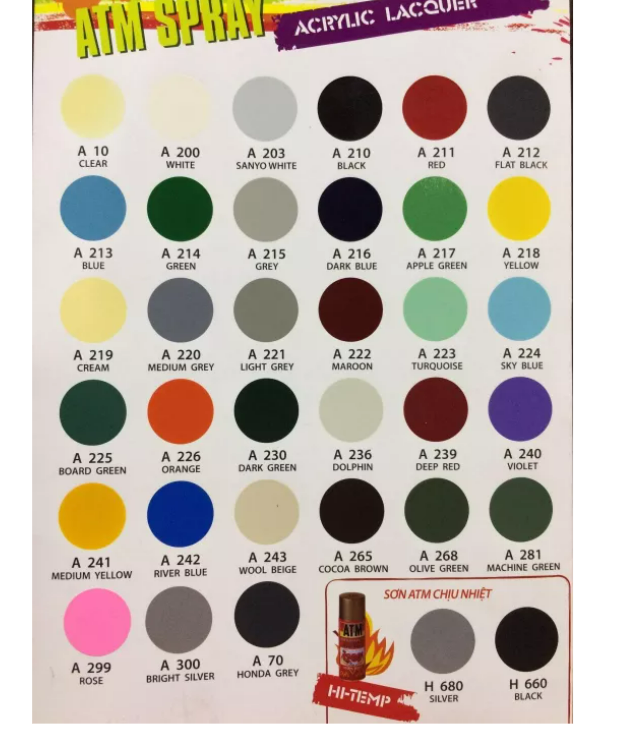 ATM SPRAY
ACRYLIC LACQUER
A 10
CLEAR
A 200
WHITE
A 203
SANYO WHITE
A 210
BLACK
A 211
RED
A 212
FLAT BLACK
A 213
BLUE
A 214
GREEN
A 215
GREY
A 216
DARK BLUE
A 217
APPLE GREEN
A 218
YELLOW
A 219
CREAM
A 220
MEDIUM GREY
A 221
LIGHT GREY
A 222
MAROON
A 223
TURQUOISE
A 224
SKY BLUE
A 225
BOARD GREEN
A 226
ORANGE
A 230
DARK GREEN
A 236
DOLPHIN
A 239
DEEP RED
A 240
VIOLET
A 241
MEDIUM YELLOW
A 242
RIVER BLUE
A 243
WOOL BEIGE
A 265
COCOA BROWN
A 268
OLIVE GREEN
A 281
MACHINE GREEN
A 299
ROSE
A 300
BRIGHT SILVER
A 70
HONDA GREY
SƠN ATM CHỊU NHIỆT
ATM
HI-TEMP
H 680
SILVER
H 660
BLACK